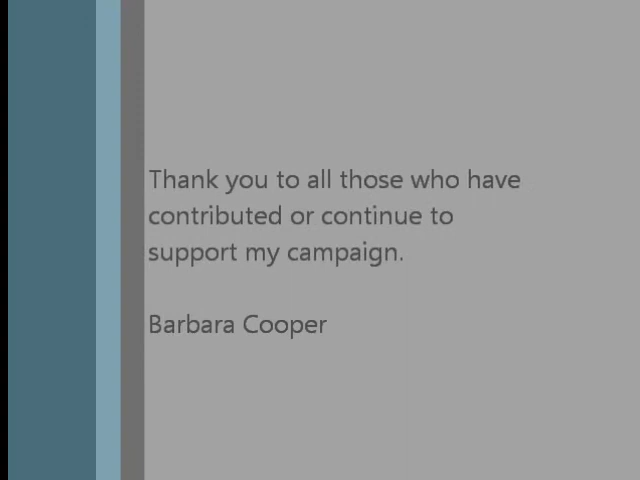 Thank you to all those who have
contributed or continue to
support my campaign.
Barbara Cooper